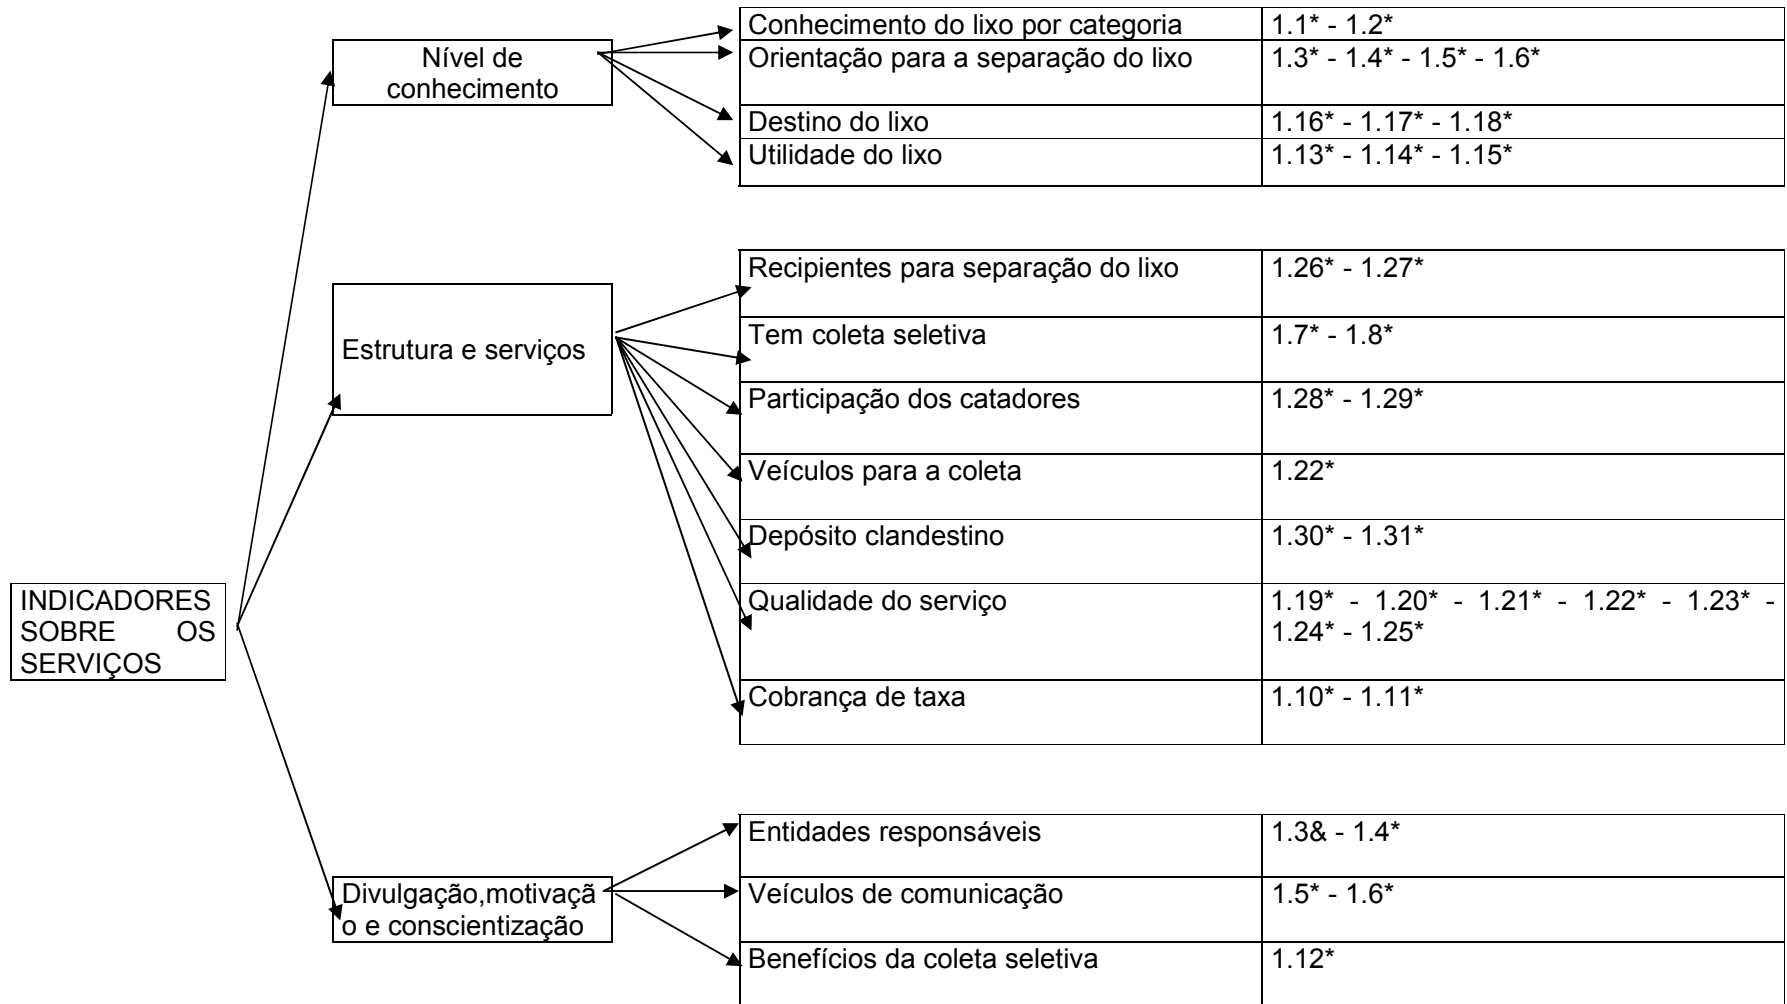 Conhecimento do lixo por categoria 1.1* - 1.2*
Nível de
conhecimento
Orientação para a separação do lixo 1.3* - 1.4* - 1.5* - 1.6*
Destino do lixo 1.16* - 1.17* - 1.18*
Utilidade do lixo 1.13* - 1.14* - 1.15*
Recipientes para separação do lixo 1.26* - 1.27*
Estrutura e serviços
Tem coleta seletiva 1.7* - 1.8*
Participação dos catadores 1.28* - 1.29*
Veículos para a coleta 1.22*
Depósito clandestino 1.30* - 1.31*
INDICADORES
SOBRE OS
SERVIÇOS
Qualidade do serviço 1.19* - 1.20* - 1.21* - 1.22* - 1.23* -
1.24* - 1.25*
Cobrança de taxa 1.10* - 1.11*
Entidades responsáveis 1.3& - 1.4*
Divulgação,motivaçã
o e conscientização
Veículos de comunicação 1.5* - 1.6*
Benefícios da coleta seletiva 1.12*